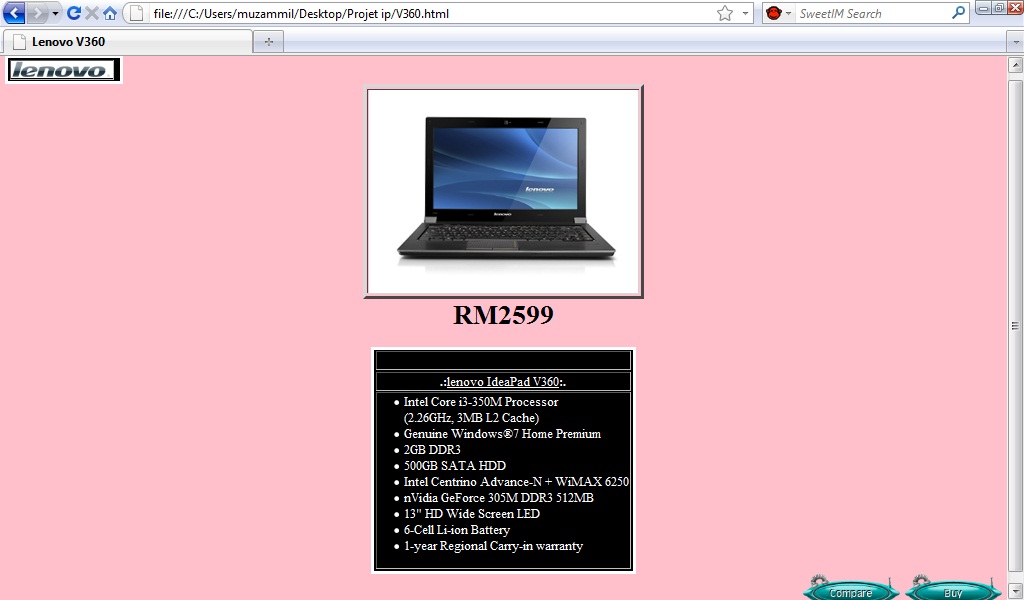 file:///C:/Users/muzammil/Desktop/Projet ip/V360.html
SweetIM Search
Lenovo V360
lenovo
lenovo
lenovo
RM2599
.:lenovo IdeaPad V360:.
Intel Core i3-350M Processor
(2.26GHz, 3MB L2 Cache)
Genuine Windows®7 Home Premium
2GB DDR3
500GB SATA HDD
Intel Centrino Advance-N + WiMAX 6250
nVidia GeForce 305M DDR3 512MB
13" HD Wide Screen LED
6-Cell Li-ion Battery
1-year Regional Carry-in warranty
Compare
Buy